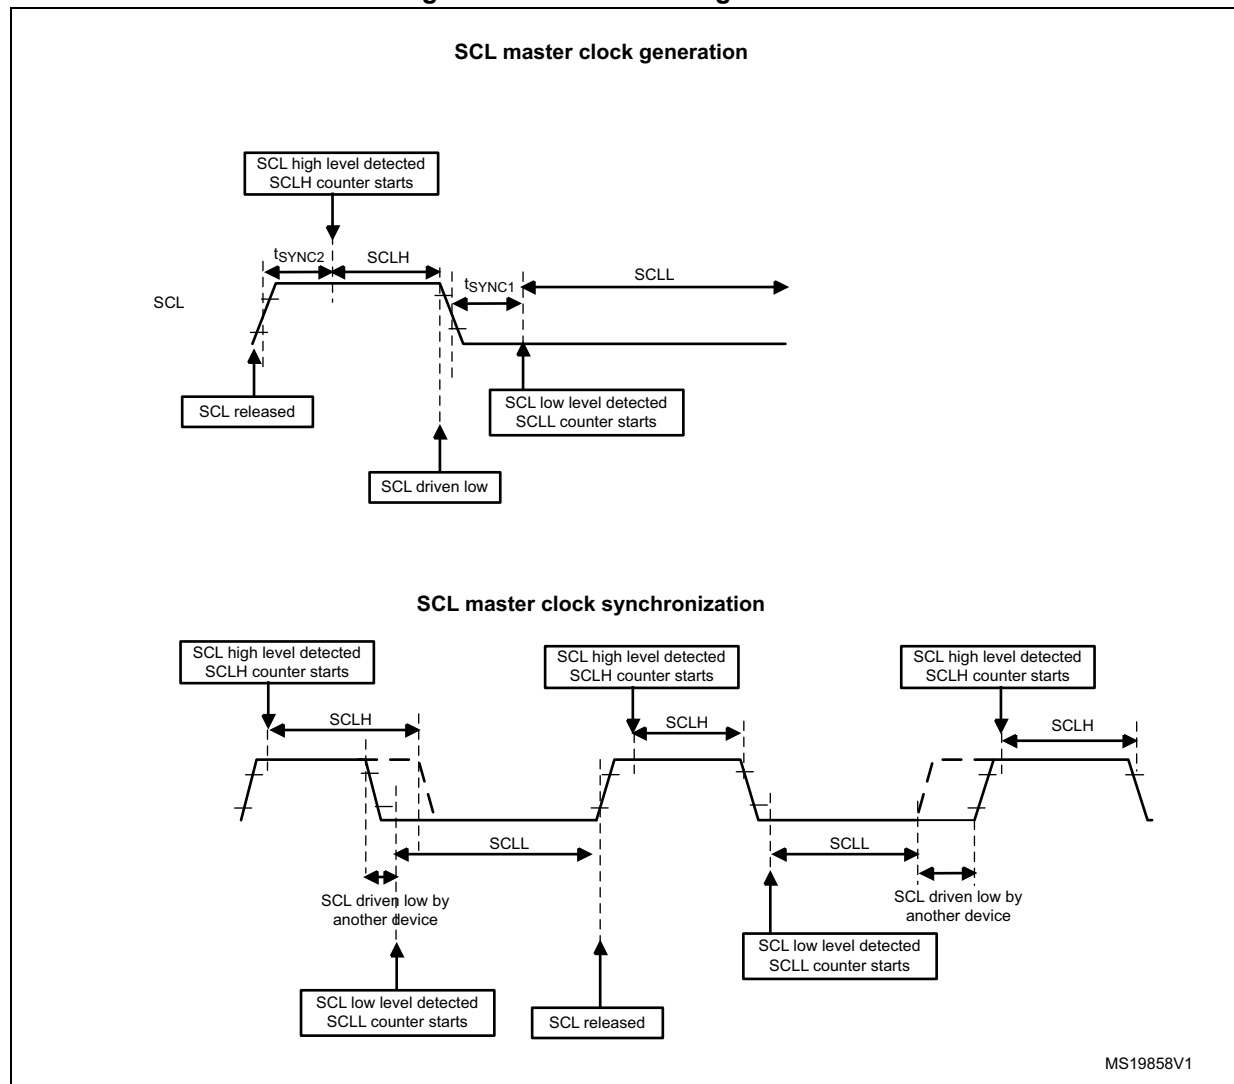 SCL master clock generation
SCL high level detected
SCLH counter starts
tSYNC2
SCLH
SCLL
tSYNC1
SCL
SCL released
SCL low level detected
SCLL counter starts
SCL driven low
SCL master clock synchronization
SCL high level detected
SCLH counter starts
SCL high level detected
SCLH counter starts
SCL high level detected
SCLH counter starts
SCLH
SCLH
SCLH
SCLL
SCLL
SCL driven low by
another device
SCL driven low by
another device
SCL low level detected
SCLL counter starts
SCL low level detected
SCLL counter starts
SCL released
MS19858V1